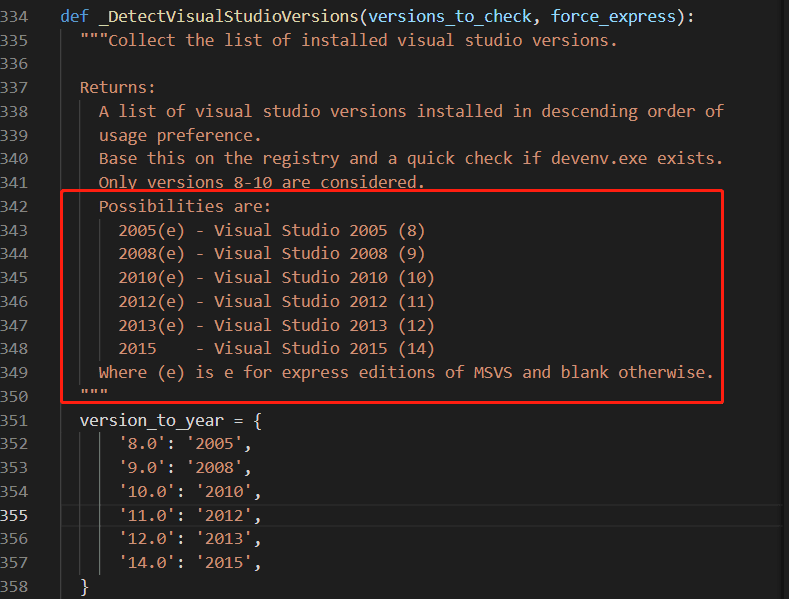 334 def _DetectVisualStudioVersions(versions_to_check, force_express):
335 """Collect the list of installed visual studio versions.
336
337 Returns:
338 A list of visual studio versions installed in descending order of
339 usage preference.
340 Base this on the registry and a quick check if devenv.exe exists.
341 Only versions 8-10 are considered.
342 Possibilities are:
343 2005(e) - Visual Studio 2005 (8)
344 2008(e) - Visual Studio 2008 (9)
345 2010(e) - Visual Studio 2010 (10)
346 2012(e) - Visual Studio 2012 (11)
347 2013(e) - Visual Studio 2013 (12)
348 2015    - Visual Studio 2015 (14)
349 Where (e) is e for express editions of MSVS and blank otherwise.
350 """
351 version_to_year = {
352 '8.0': '2005',
353 '9.0': '2008',
354 '10.0': '2010',
355 '11.0': '2012',
356 '12.0': '2013',
357 '14.0': '2015',
358 }